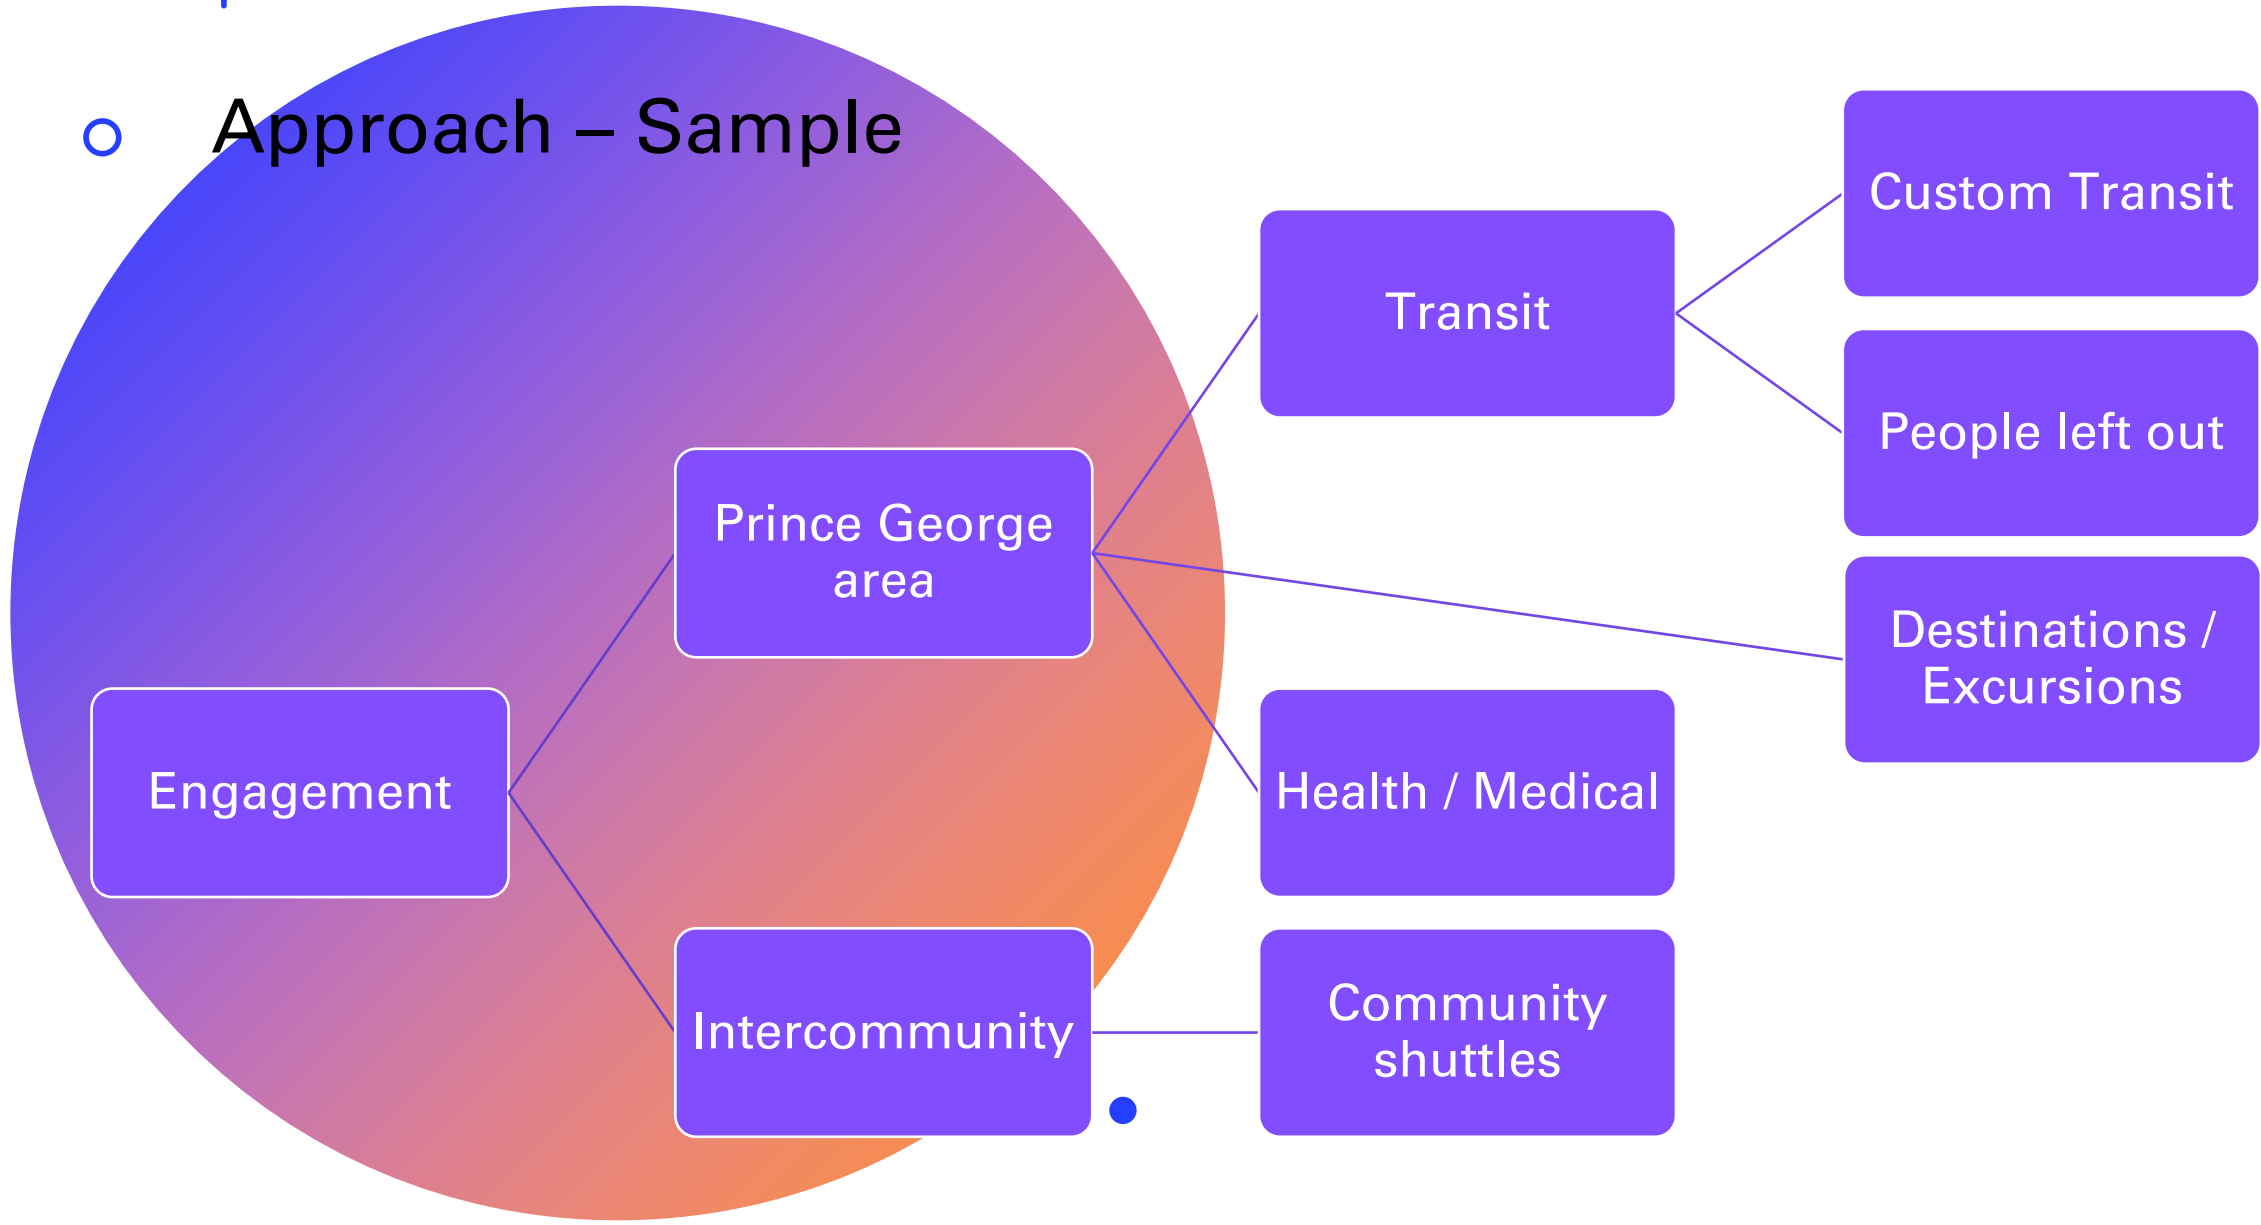 Approach – Sample
Engagement
Prince George
area
Intercommunity
Transit
Health / Medical
Community
shuttles
Custom Transit
People left out
Destinations /
Excursions